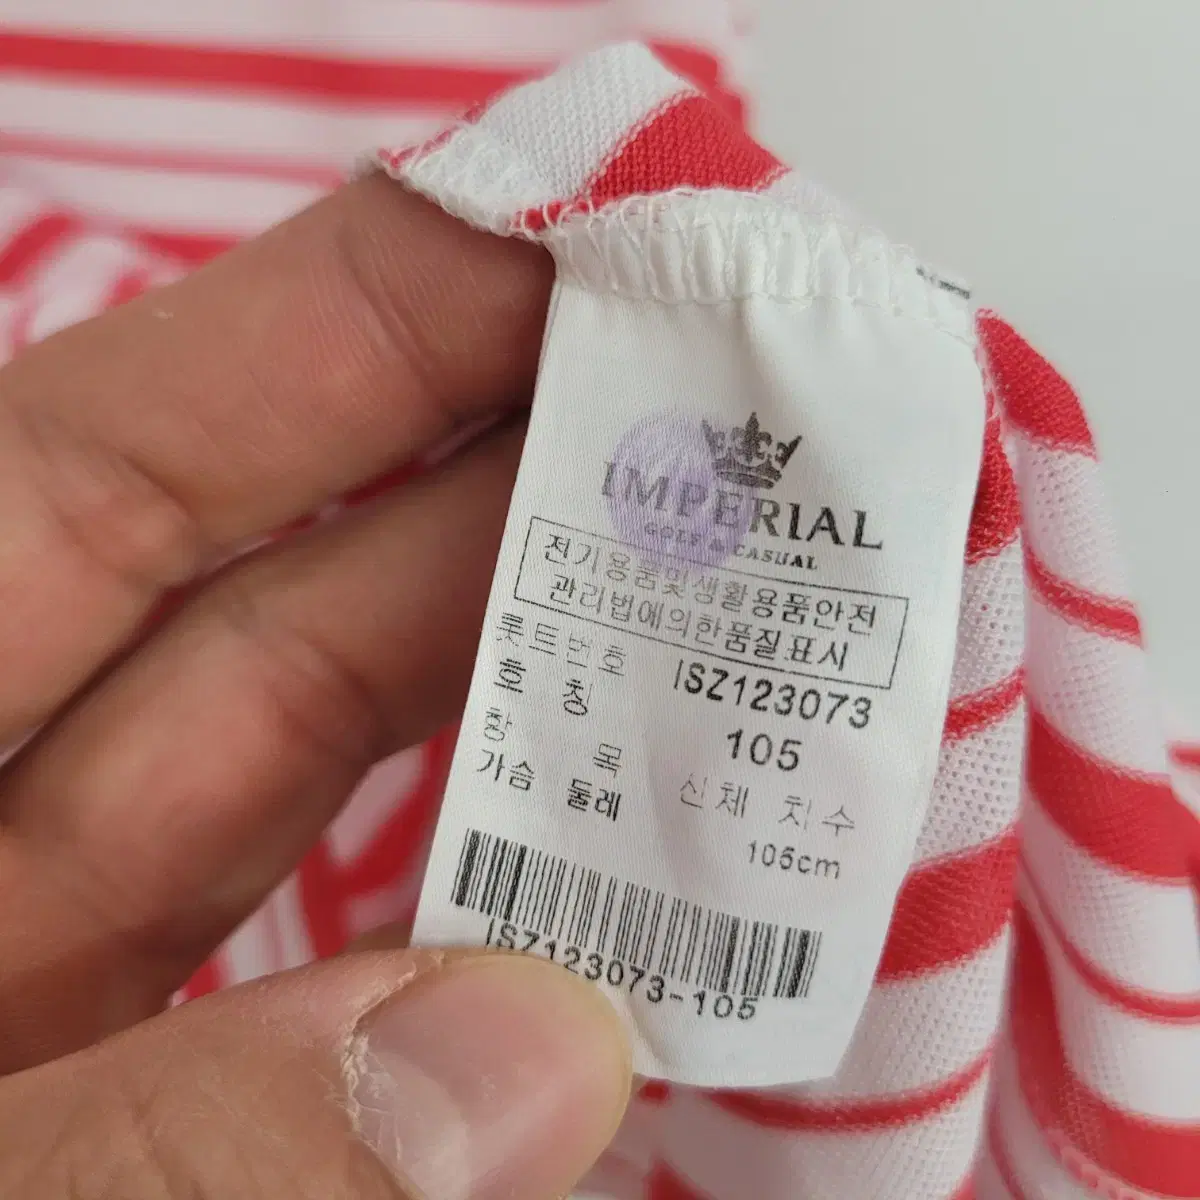 IMPERIAL
GOLF & CASUAL
전기용품및생활용품안전
관리법에의한품질표시
롯트번호 ISZ123073
호칭 105
항목 신체 치수
가슴 둘레 105cm
ISZ123073-105